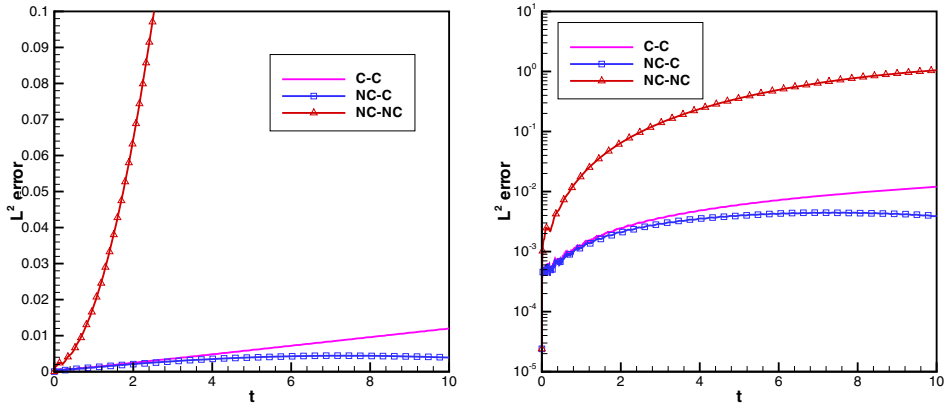 0.1
0.09
0.08
0.07
0.06
0.05
0.04
0.03
0.02
0.01
0
0 2 4 6 8 10
L² error
t
C-C
NC-C
NC-NC
10¹
10⁰
10⁻¹
10⁻²
10⁻³
10⁻⁴
10⁻⁵
0 2 4 6 8 10
L² error
t
C-C
NC-C
NC-NC